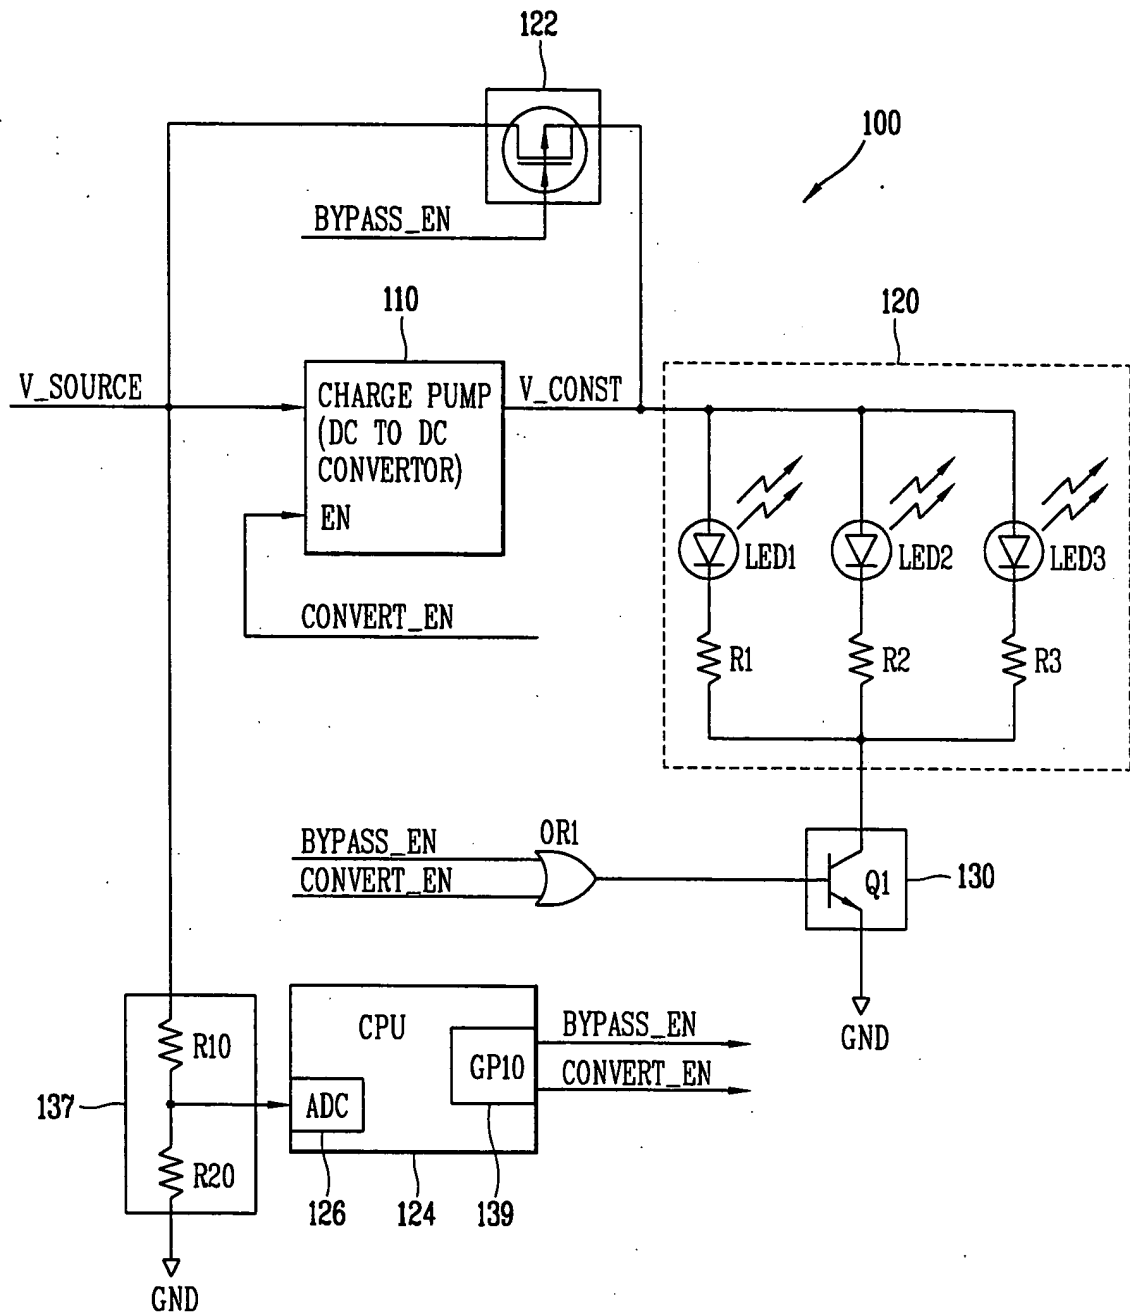 122
100
BYPASS_EN
110
120
V_SOURCE
CHARGE PUMP
(DC TO DC
CONVERTOR)
EN
V_CONST
LED1
LED2
LED3
CONVERT_EN
R1
R2
R3
BYPASS_EN
CONVERT_EN
OR1
Q1
130
GND
CPU
R10
GP10
BYPASS_EN
CONVERT_EN
137
ADC
R20
126
124
139
GND